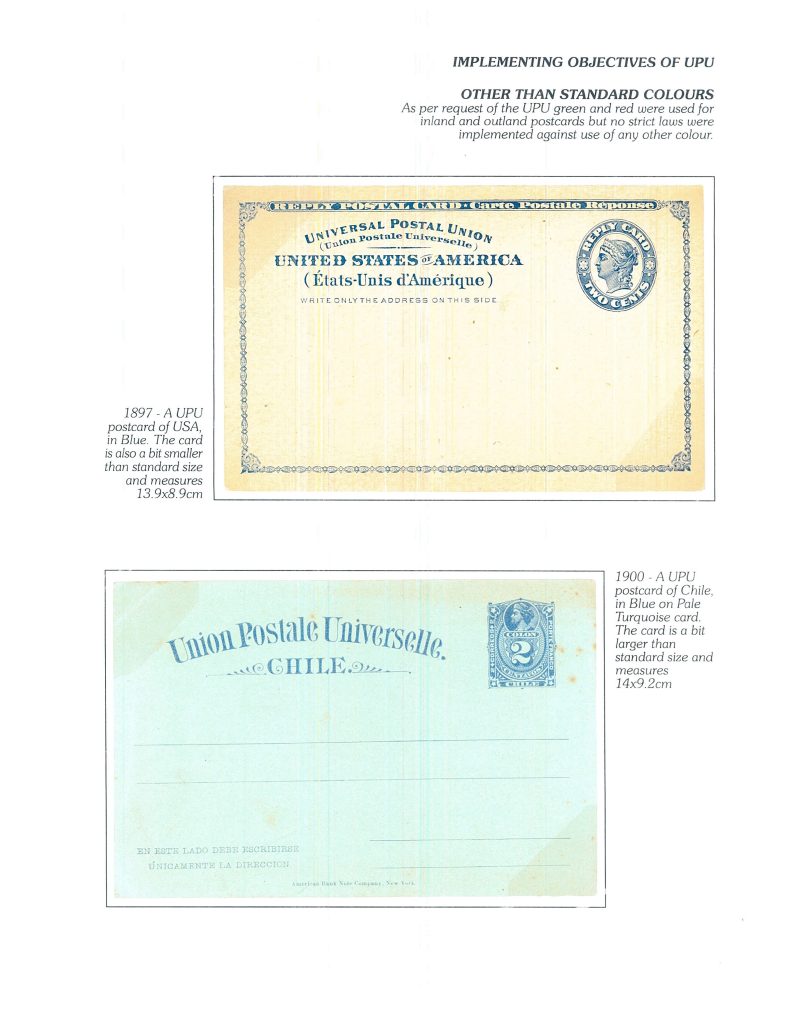 IMPLEMENTING OBJECTIVES OF UPU
OTHER THAN STANDARD COLOURS
As per request of the UPU green and red were used for
inland and outland postcards but no strict laws were
implemented against use of any other colour.
REPLY POSTAL CARD - Carte Postale Réponse
UNIVERSAL POSTAL UNION
(Union Postale Universelle)
UNITED STATES OF AMERICA
(États-Unis d'Amérique)
WRITE ONLY THE ADDRESS ON THIS SIDE
REPLY CARD
TWO CENTS
1897 - A UPU
postcard of USA,
in Blue. The card
is also a bit smaller
than standard size
and measures
13.9x8.9cm
Union Postale Universelle.
CHILE.
COLON
2
CENTAVOS
CHILE
EN ESTE LADO DEBE ESCRIBIRSE
ÚNICAMENTE LA DIRECCION
American Bank Note Company, New York.
1900 - A UPU
postcard of Chile,
in Blue on Pale
Turquoise card.
The card is a bit
larger than
standard size and
measures
14x9.2cm